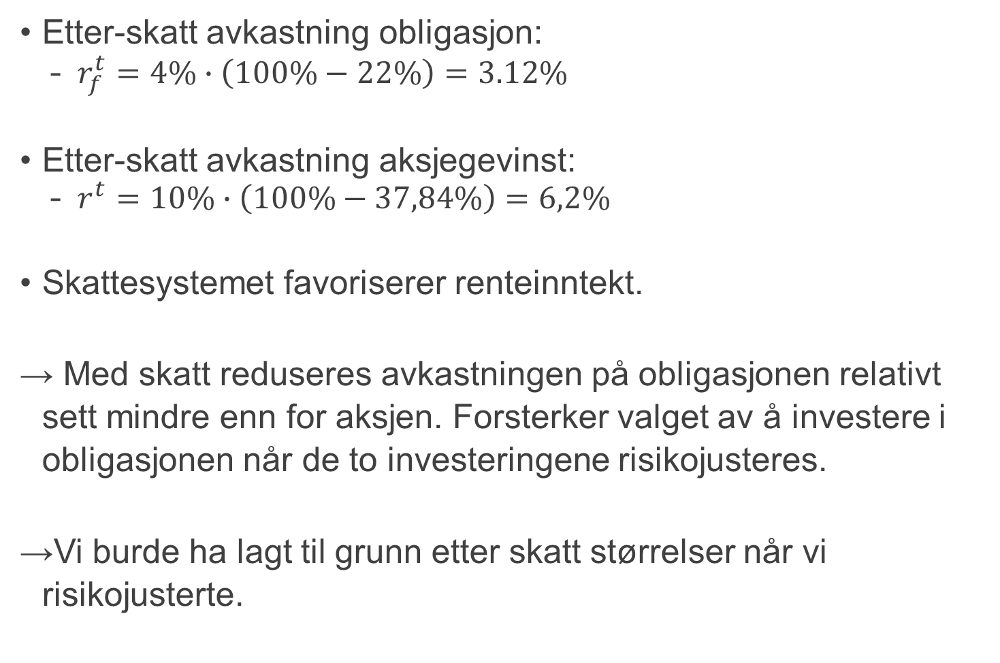 • Etter-skatt avkastning obligasjon:
- r_f^t = 4% · (100% − 22%) = 3.12%
• Etter-skatt avkastning aksjegevinst:
- r^t = 10% · (100% − 37,84%) = 6,2%
• Skattesystemet favoriserer renteinntekt.
→ Med skatt reduseres avkastningen på obligasjonen relativt
sett mindre enn for aksjen. Forsterker valget av å investere i
obligasjonen når de to investeringene risikojusteres.
→Vi burde ha lagt til grunn etter skatt størrelser når vi
risikojusterte.